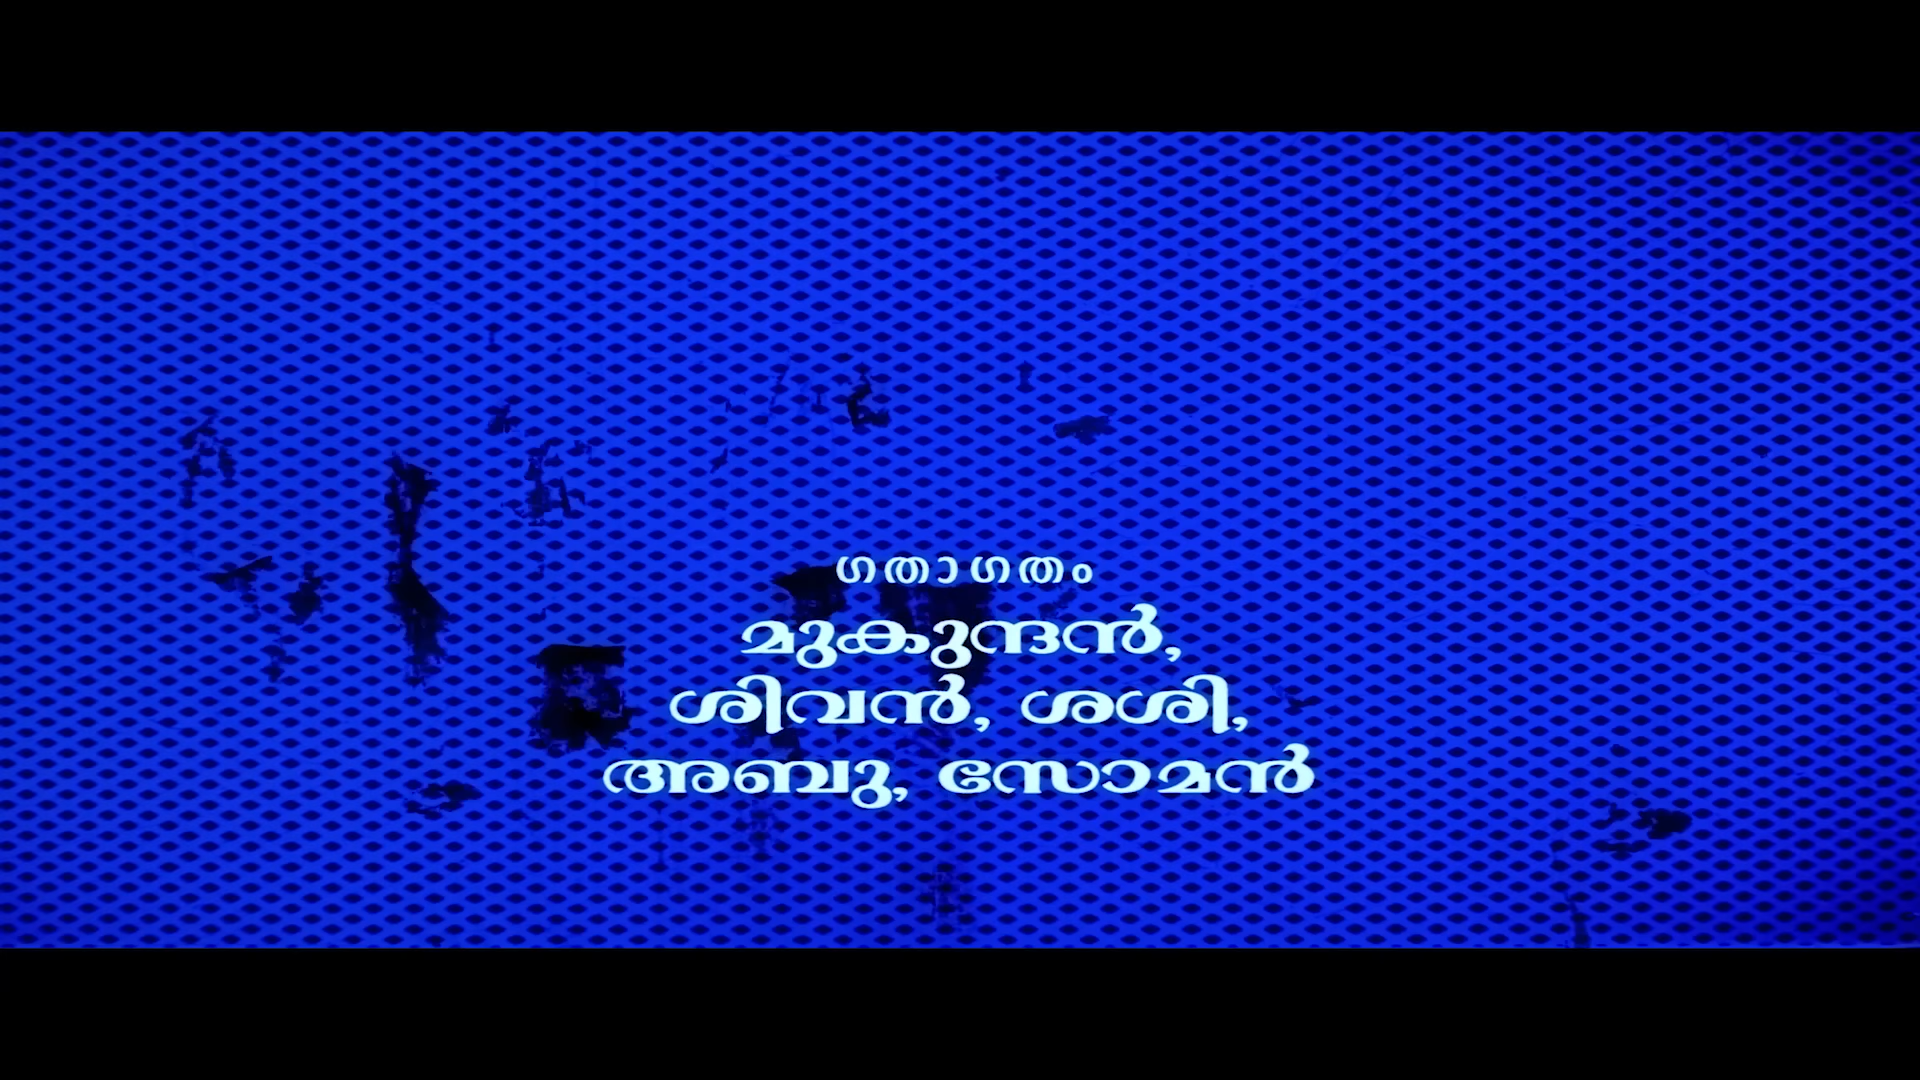 ഗതാഗതം
മുകുന്ദൻ,
ശിവൻ, ശശി,
അബു, സോമൻ